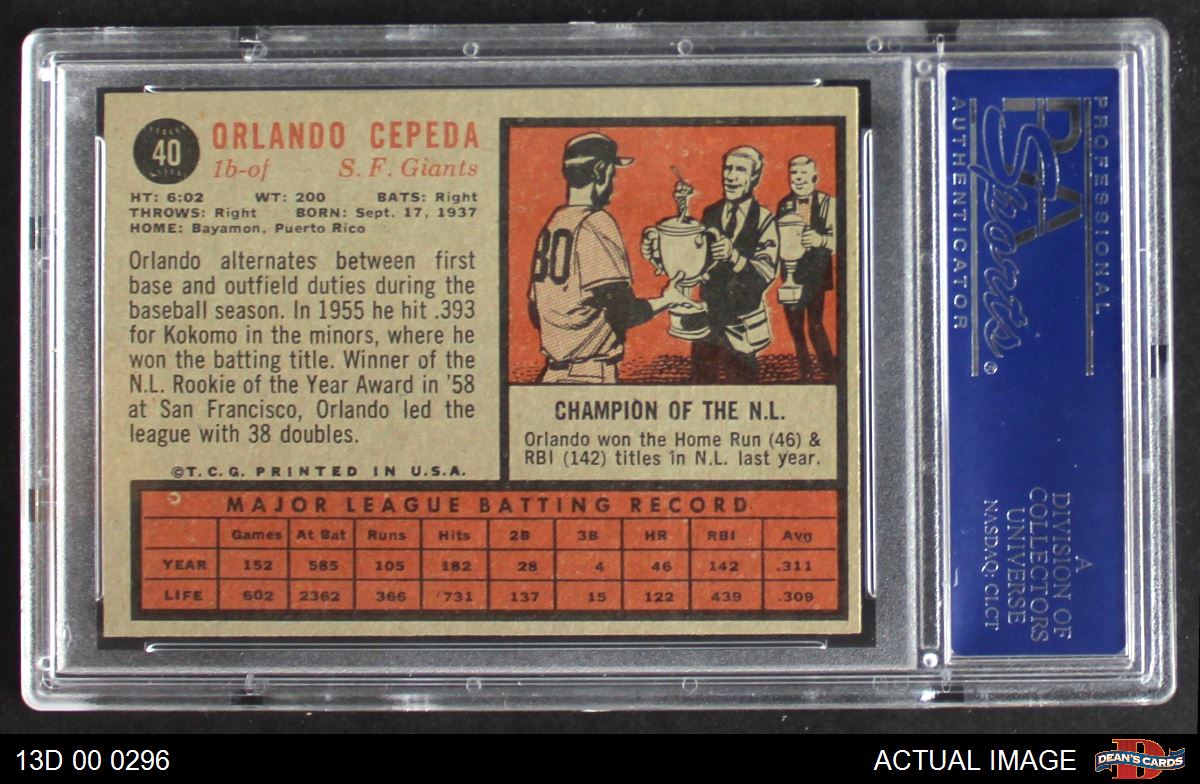 40
ORLANDO CEPEDA
1b-of S. F. Giants
HT: 6:02 WT: 200 BATS: Right
THROWS: Right BORN: Sept. 17, 1937
HOME: Bayamon, Puerto Rico
Orlando alternates between first
base and outfield duties during the
baseball season. In 1955 he hit .393
for Kokomo in the minors, where he
won the batting title. Winner of the
N.L. Rookie of the Year Award in '58
at San Francisco, Orlando led the
league with 38 doubles.
©T.C.G. PRINTED IN U.S.A.
30
CHAMPION OF THE N.L.
Orlando won the Home Run (46) &
RBI (142) titles in N.L. last year.
MAJOR LEAGUE BATTING RECORD
Games At Bat Runs Hits 2B 3B HR RBI Avg
YEAR 152 585 105 182 28 4 46 142 .311
LIFE 602 2362 366 731 137 15 122 439 .309
PROFESSIONAL
PSA
Sports®
AUTHENTICATOR
A
DIVISION OF
COLLECTORS
UNIVERSE
NASDAQ: CLCT
13D 00 0296
ACTUAL IMAGE
DEAN'S CARDS